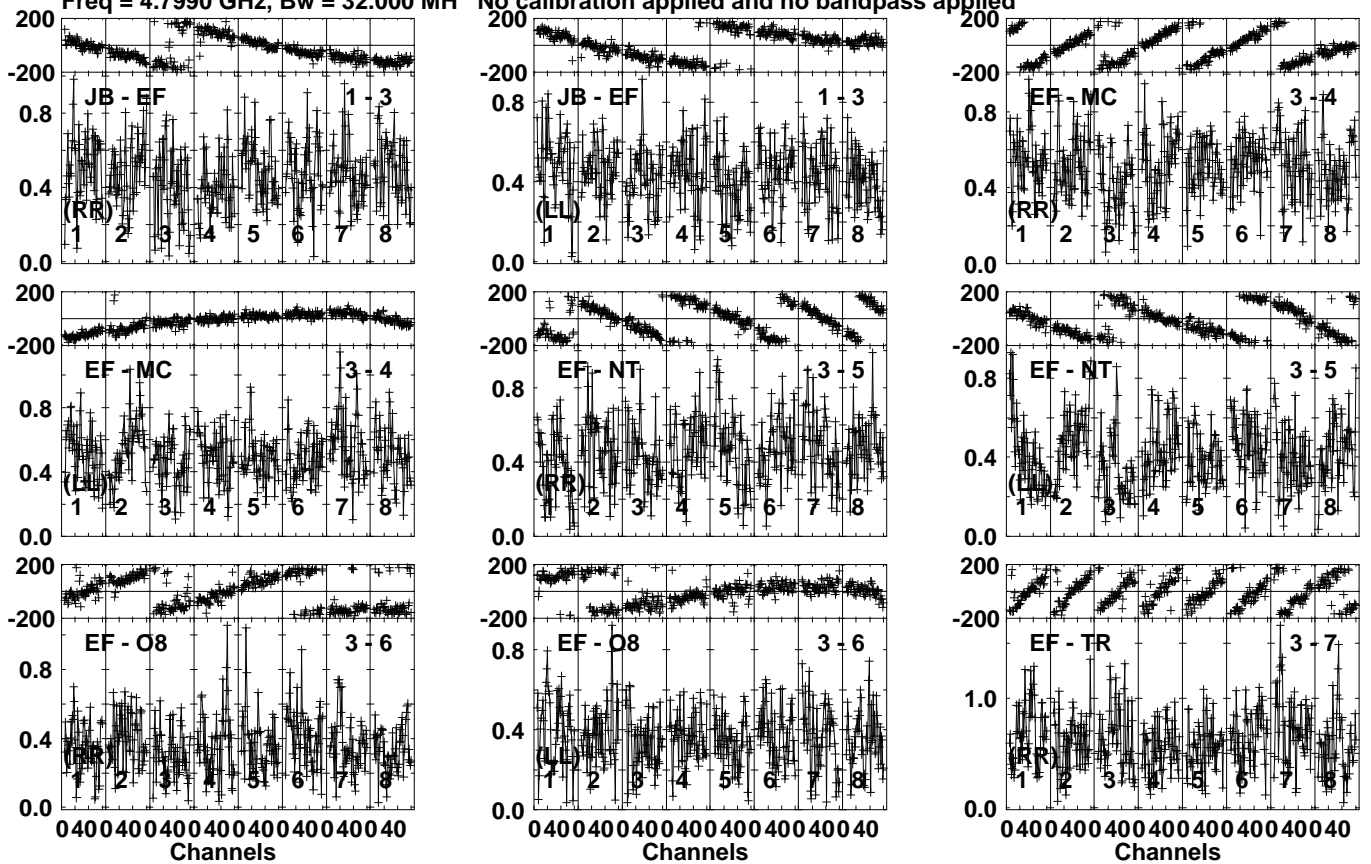 Freq = 4.7990 GHz, Bw = 32.000 MH No calibration applied and no bandpass applied
200 200 200
-200 -200 -200
JB - EF 1 - 3 JB - EF 1 - 3 EF - MC 3 - 4
0.8 0.8 0.8
0.4 0.4 0.4
(RR) (LL) (RR)
1 2 3 4 5 6 7 8 1 2 3 4 5 6 7 8 1 2 3 4 5 6 7 8
0.0 0.0 0.0
200 200 200
-200 -200 -200
EF - MC 3 - 4 EF - NT 3 - 5 EF - NT 3 - 5
0.8 0.8 0.8
0.4 0.4 0.4
(LL) (RR) (LL)
1 2 3 4 5 6 7 8 1 2 3 4 5 6 7 8 1 2 3 4 5 6 7 8
0.0 0.0 0.0
200 200 200
-200 -200 -200
EF - O8 3 - 6 EF - O8 3 - 6 EF - TR 3 - 7
0.8 0.8 1.0
0.4 0.4
(RR) (LL) (RR)
1 2 3 4 5 6 7 8 1 2 3 4 5 6 7 8 1 2 3 4 5 6 7 8
0.0 0.0 0.0
0 40 0 40 0 40 0 40 0 40 0 40 0 40 0 40 0 40 0 40 0 40 0 40 0 40 0 40 0 40 0 40 0 40 0 40 0 40 0 40 0 40 0 40 0 40 0 40
Channels Channels Channels